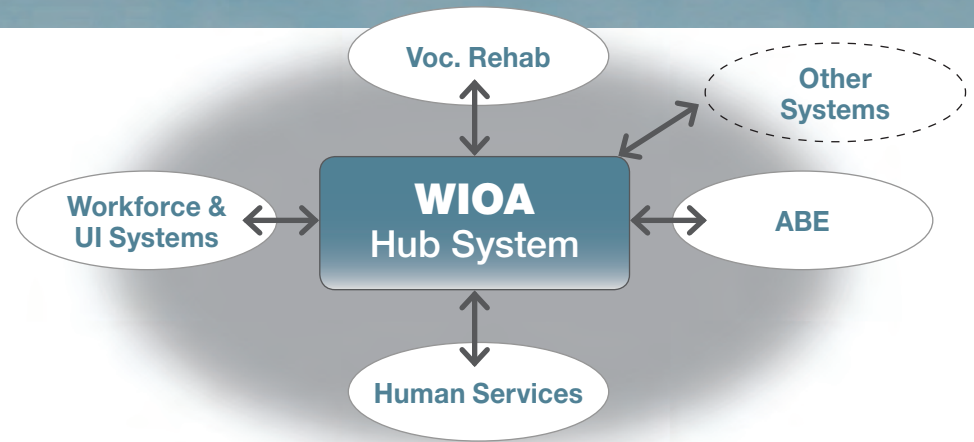 Voc. Rehab
Other
Systems
Workforce &
UI Systems
WIOA
Hub System
ABE
Human Services